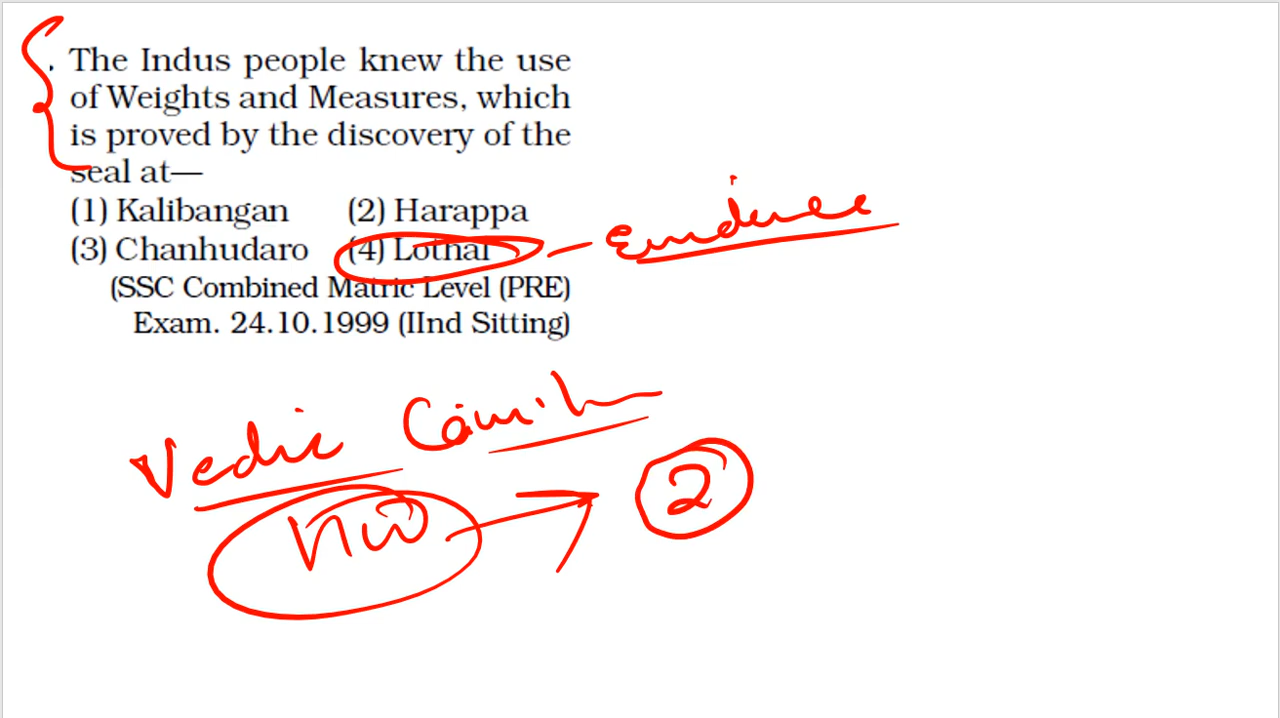 The Indus people knew the use
of Weights and Measures, which
is proved by the discovery of the
seal at—
(1) Kalibangan (2) Harappa
(3) Chanhudaro (4) Lothal
(SSC Combined Matric Level (PRE)
Exam. 24.10.1999 (IInd Sitting)
Vedic
2